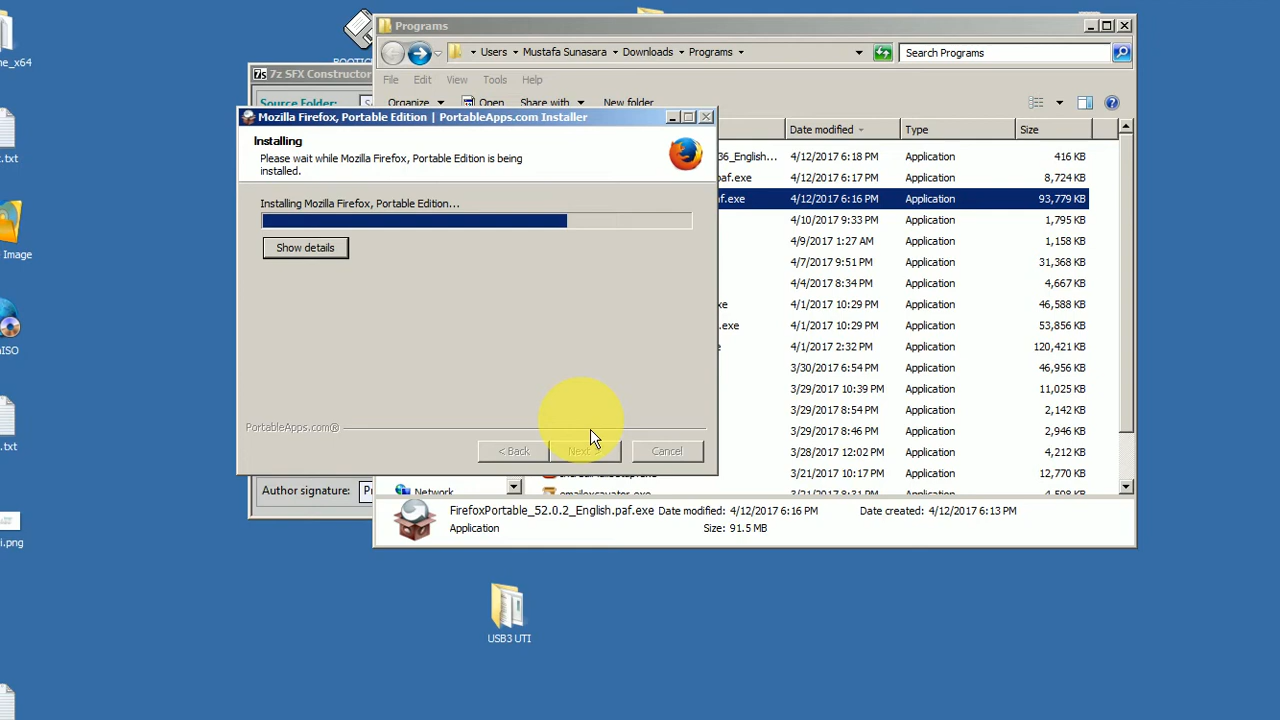 Programs
ne_x64
7z SFX Constructor
Users
Mustafa Sunasara
Downloads
Programs
Search Programs
File Edit View Tools Help
Source Folder:
Organize Open Share with New folder
Mozilla Firefox, Portable Edition | PortableApps.com Installer
Installing
Please wait while Mozilla Firefox, Portable Edition is being
installed.
Installing Mozilla Firefox, Portable Edition...
Show details
PortableApps.com®
< Back Next > Cancel
Date modified Type Size
36_English... 4/12/2017 6:18 PM Application 416 KB
paf.exe 4/12/2017 6:17 PM Application 8,724 KB
af.exe 4/12/2017 6:16 PM Application 93,779 KB
4/10/2017 9:33 PM Application 1,795 KB
4/9/2017 1:27 AM Application 1,158 KB
4/7/2017 9:51 PM Application 31,368 KB
4/4/2017 8:34 PM Application 4,667 KB
xe 4/1/2017 10:29 PM Application 46,588 KB
.exe 4/1/2017 10:29 PM Application 53,856 KB
e 4/1/2017 2:32 PM Application 120,421 KB
3/30/2017 6:54 PM Application 46,956 KB
3/29/2017 10:39 PM Application 11,025 KB
3/29/2017 8:54 PM Application 2,142 KB
3/29/2017 8:46 PM Application 2,946 KB
3/28/2017 12:02 PM Application 4,212 KB
3/21/2017 10:17 PM Application 12,770 KB
Author signature:
Network
FirefoxPortable_52.0.2_English.paf.exe Date modified: 4/12/2017 6:16 PM Date created: 4/12/2017 6:13 PM
Application Size: 91.5 MB
.txt
Image
ISO
.txt
i.png
USB3 UTI